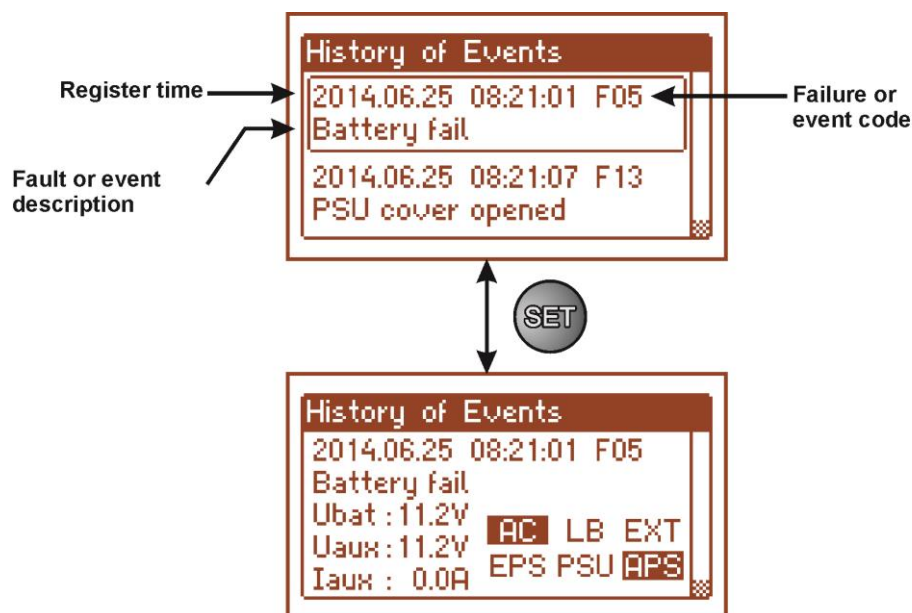 History of Events
Register time
2014.06.25 08:21:01 F05
Failure or
event code
Battery fail
Fault or event
description
2014.06.25 08:21:07 F13
PSU cover opened
SET
History of Events
2014.06.25 08:21:01 F05
Battery fail
Ubat : 11.2V
AC LB EXT
Uaux : 11.2V
EPS PSU APS
Iaux : 0.0A